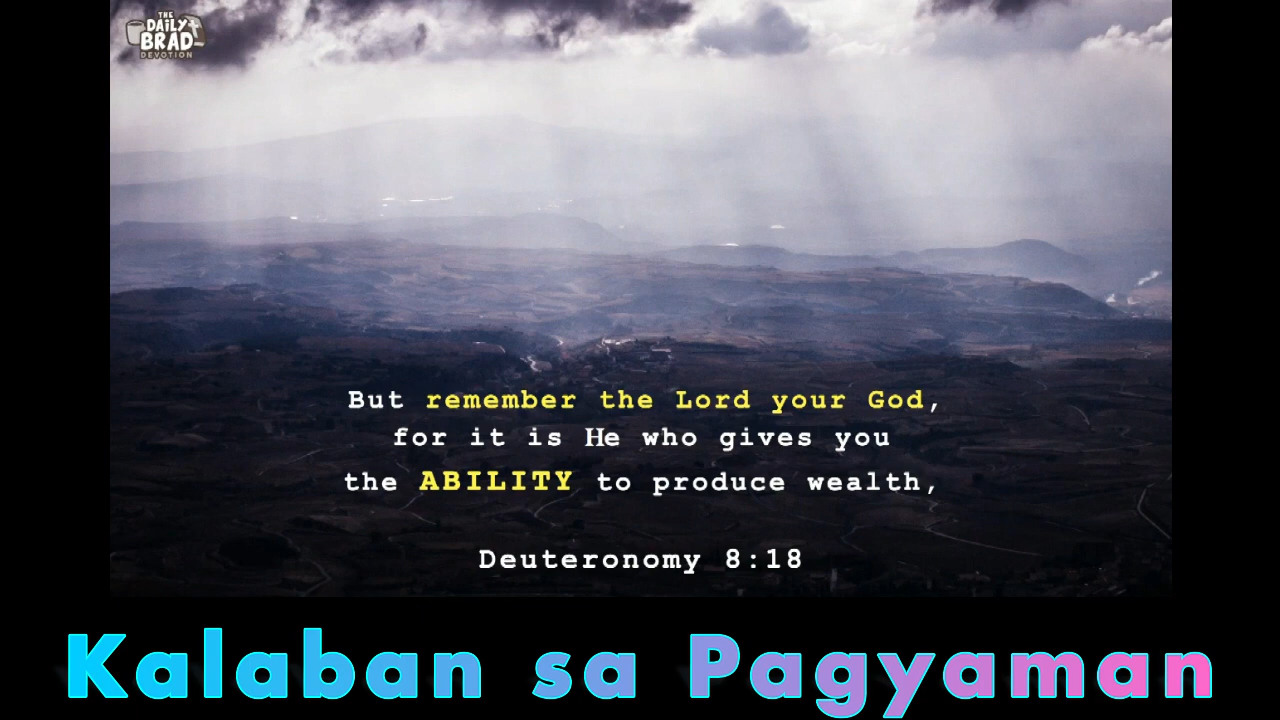 THE
DAILY
BRAD
DEVOTION
But remember the Lord your God,
for it is He who gives you
the ABILITY to produce wealth,
Deuteronomy 8:18
Kalaban sa Pagyaman